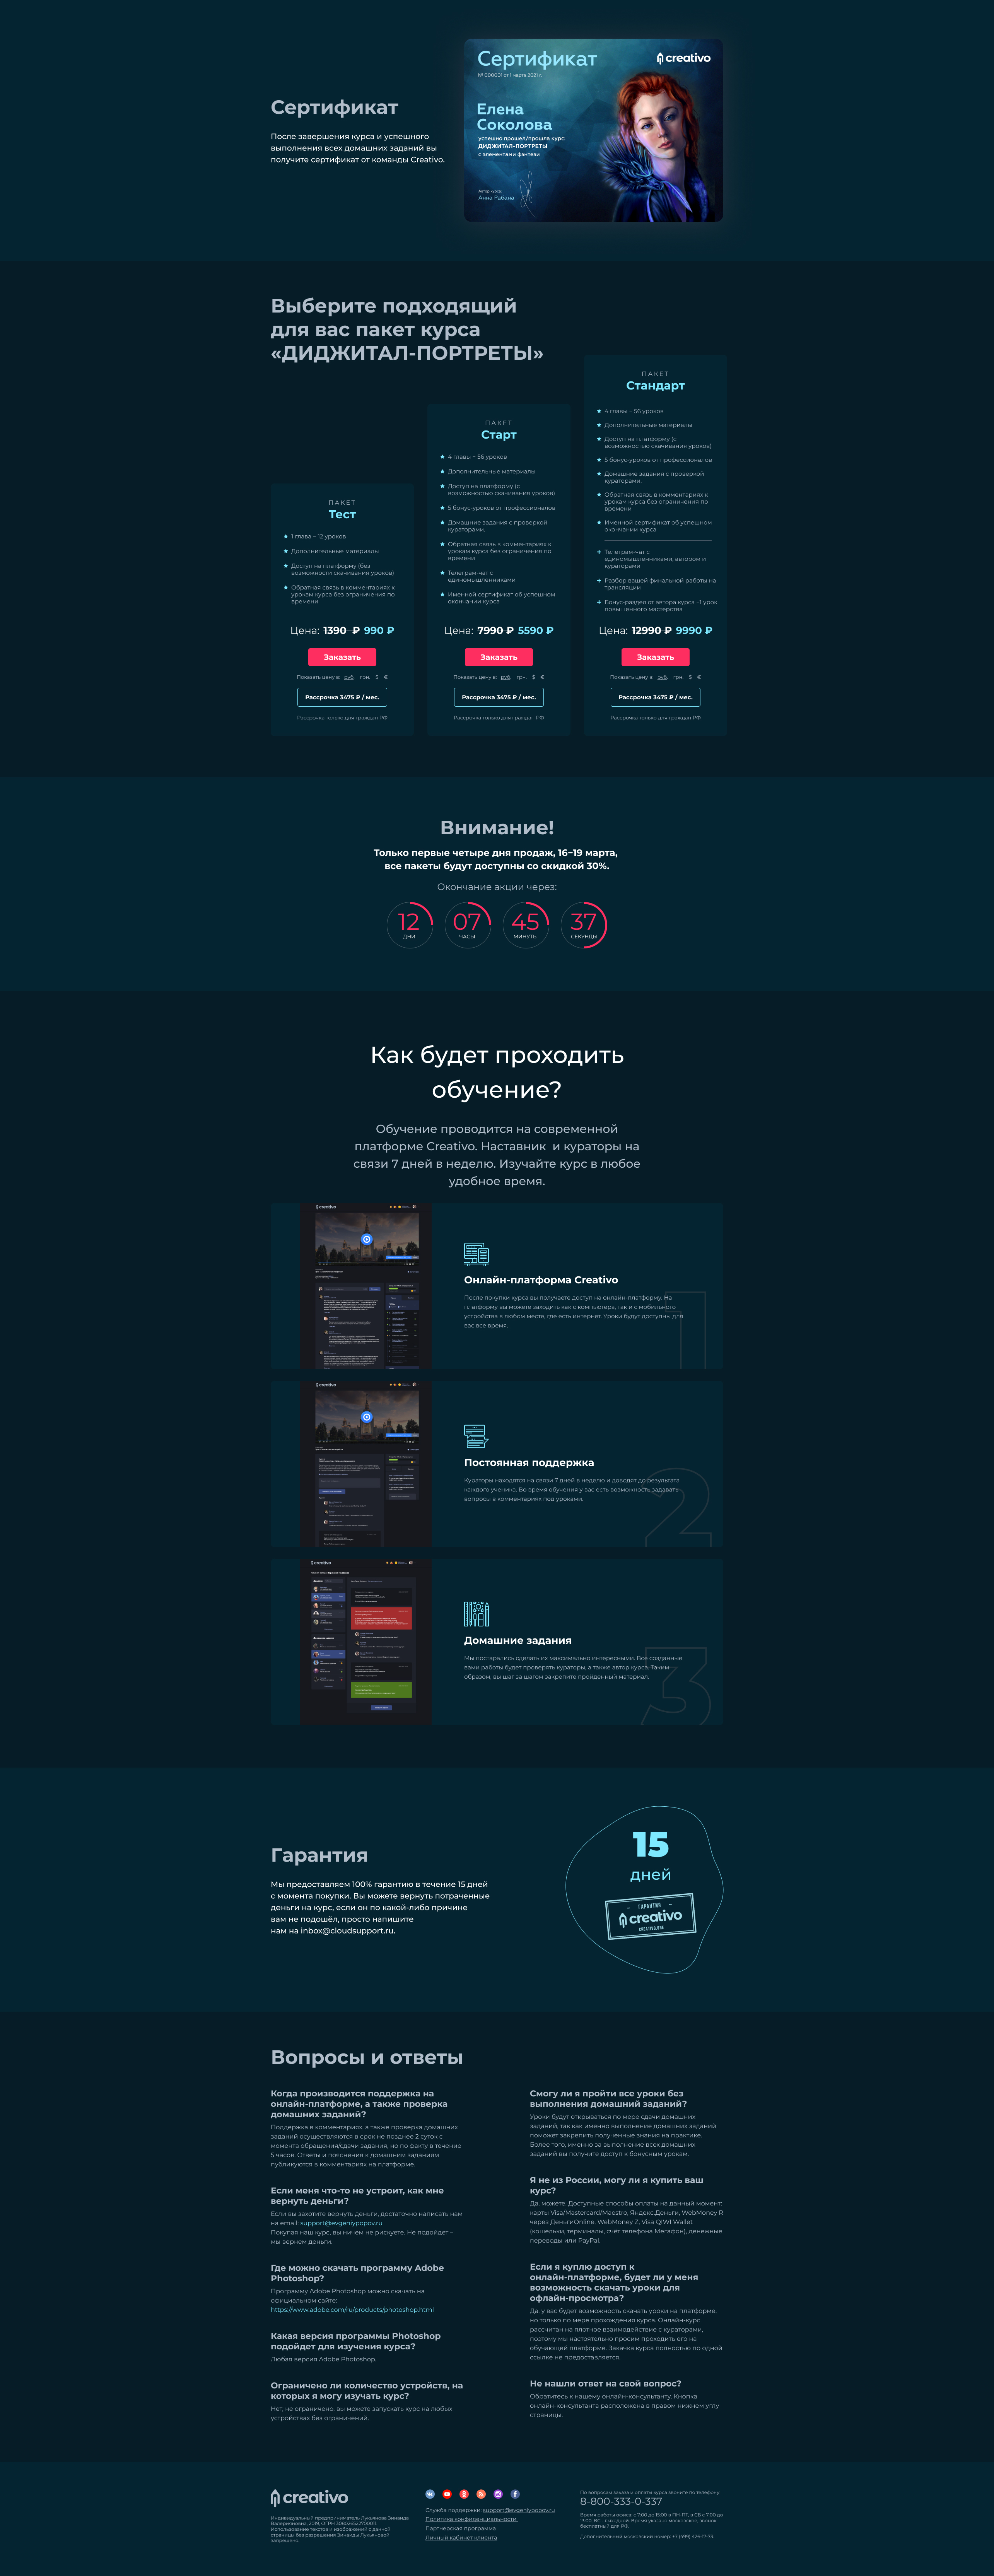 Сертификат
После завершения курса и успешного
выполнения всех домашних заданий вы
получите сертификат от команды Creativo.
Сертификат
№ 000001 от 1 марта 2021 г.
creativo
Елена
Соколова
успешно прошел/прошла курс:
ДИДЖИТАЛ-ПОРТРЕТЫ
с элементами фэнтези
Автор курса:
Анна Рабана
Выберите подходящий
для вас пакет курса
«ДИДЖИТАЛ-ПОРТРЕТЫ»
ПАКЕТ
Тест
1 глава – 12 уроков
Дополнительные материалы
Доступ на платформу (без
возможности скачивания уроков)
Обратная связь в комментариях к
урокам курса без ограничения по
времени
Цена: 1390 ₽ 990 ₽
Заказать
Показать цену в: руб. грн. $ €
Рассрочка 3475 ₽ / мес.
Рассрочка только для граждан РФ
ПАКЕТ
Старт
4 главы – 56 уроков
Дополнительные материалы
Доступ на платформу (с
возможностью скачивания уроков)
5 бонус-уроков от профессионалов
Домашние задания с проверкой
кураторами.
Обратная связь в комментариях к
урокам курса без ограничения по
времени
Телеграм-чат с
единомышленниками
Именной сертификат об успешном
окончании курса
Цена: 7990 ₽ 5590 ₽
Заказать
Показать цену в: руб. грн. $ €
Рассрочка 3475 ₽ / мес.
Рассрочка только для граждан РФ
ПАКЕТ
Стандарт
4 главы – 56 уроков
Дополнительные материалы
Доступ на платформу (с
возможностью скачивания уроков)
5 бонус-уроков от профессионалов
Домашние задания с проверкой
кураторами.
Обратная связь в комментариях к
урокам курса без ограничения по
времени
Именной сертификат об успешном
окончании курса
Телеграм-чат с
единомышленниками, автором и
кураторами
Разбор вашей финальной работы на
трансляции
Бонус-раздел от автора курса +1 урок
повышенного мастерства
Цена: 12990 ₽ 9990 ₽
Заказать
Показать цену в: руб. грн. $ €
Рассрочка 3475 ₽ / мес.
Рассрочка только для граждан РФ
Внимание!
Только первые четыре дня продаж, 16–19 марта,
все пакеты будут доступны со скидкой 30%.
Окончание акции через:
12 07 45 37
ДНИ ЧАСЫ МИНУТЫ СЕКУНДЫ
Как будет проходить
обучение?
Обучение проводится на современной
платформе Creativo. Наставник и кураторы на
связи 7 дней в неделю. Изучайте курс в любое
удобное время.
creativo
Онлайн-платформа Creativo
После покупки курса вы получаете доступ на онлайн-платформу. На
платформу вы можете заходить как с компьютера, так и с мобильного
устройства в любом месте, где есть интернет. Уроки будут доступны для
вас все время.
1
creativo
Постоянная поддержка
Кураторы находятся на связи 7 дней в неделю и доводят до результата
каждого ученика. Во время обучения у вас есть возможность задавать
вопросы в комментариях под уроками.
2
creativo
Домашние задания
Мы постарались сделать их максимально интересными. Все созданные
вами работы будет проверять кураторы, а также автор курса. Таким
образом, вы шаг за шагом закрепите пройденный материал.
3
Гарантия
Мы предоставляем 100% гарантию в течение 15 дней
с момента покупки. Вы можете вернуть потраченные
деньги на курс, если он по какой-либо причине
вам не подошёл, просто напишите
нам на inbox@cloudsupport.ru.
15
дней
– ГАРАНТИЯ –
creativo
CREATIVO.ONE
Вопросы и ответы
Когда производится поддержка на
онлайн-платформе, а также проверка
домашних заданий?
Поддержка в комментариях, а также проверка домашних
заданий осуществляются в срок не позднее 2 суток с
момента обращения/сдачи задания, но по факту в течение
5 часов. Ответы и пояснения к домашним заданиям
публикуются в комментариях на платформе.
Если меня что-то не устроит, как мне
вернуть деньги?
Если вы захотите вернуть деньги, достаточно написать нам
на email: support@evgeniypopov.ru
Покупая наш курс, вы ничем не рискуете. Не подойдет –
мы вернем деньги.
Где можно скачать программу Adobe
Photoshop?
Программу Adobe Photoshop можно скачать на
официальном сайте:
https://www.adobe.com/ru/products/photoshop.html
Какая версия программы Photoshop
подойдет для изучения курса?
Любая версия Adobe Photoshop.
Ограничено ли количество устройств, на
которых я могу изучать курс?
Нет, не ограничено, вы можете запускать курс на любых
устройствах без ограничений.
Смогу ли я пройти все уроки без
выполнения домашний заданий?
Уроки будут открываться по мере сдачи домашних
заданий, так как именно выполнение домашних заданий
поможет закрепить полученные знания на практике.
Более того, именно за выполнение всех домашних
заданий вы получите доступ к бонусным урокам.
Я не из России, могу ли я купить ваш
курс?
Да, можете. Доступные способы оплаты на данный момент:
карты Visa/Mastercard/Maestro, Яндекс.Деньги, WebMoney R
через ДеньгиOnline, WebMoney Z, Visa QIWI Wallet
(кошельки, терминалы, счёт телефона Мегафон), денежные
переводы или PayPal.
Если я куплю доступ к
онлайн-платформе, будет ли у меня
возможность скачать уроки для
офлайн-просмотра?
Да, у вас будет возможность скачать уроки на платформе,
но только по мере прохождения курса. Онлайн-курс
рассчитан на плотное взаимодействие с кураторами,
поэтому мы настоятельно просим проходить его на
обучающей платформе. Закачка курса полностью по одной
ссылке не предоставляется.
Не нашли ответ на свой вопрос?
Обратитесь к нашему онлайн-консультанту. Кнопка
онлайн-консультанта расположена в правом нижнем углу
страницы.
creativo
Индивидуальный предприниматель Лукьянова Зинаида
Валериановна, 2019, ОГРН 308026522700011.
Использование текстов и изображений с данной
страницы без разрешения Зинаиды Лукьяновой
запрещено.
Служба поддержки: support@evgeniypopov.ru
Политика конфиденциальности
Партнерская программа
Личный кабинет клиента
По вопросам заказа и оплаты курса звоните по телефону:
8-800-333-0-337
Время работы офиса: с 7:00 до 15:00 в ПН-ПТ, в СБ с 7:00 до
13:00, ВС - выходной. Время указано московское, звонок
бесплатный для РФ.
Дополнительный московский номер: +7 (499) 426-17-73.